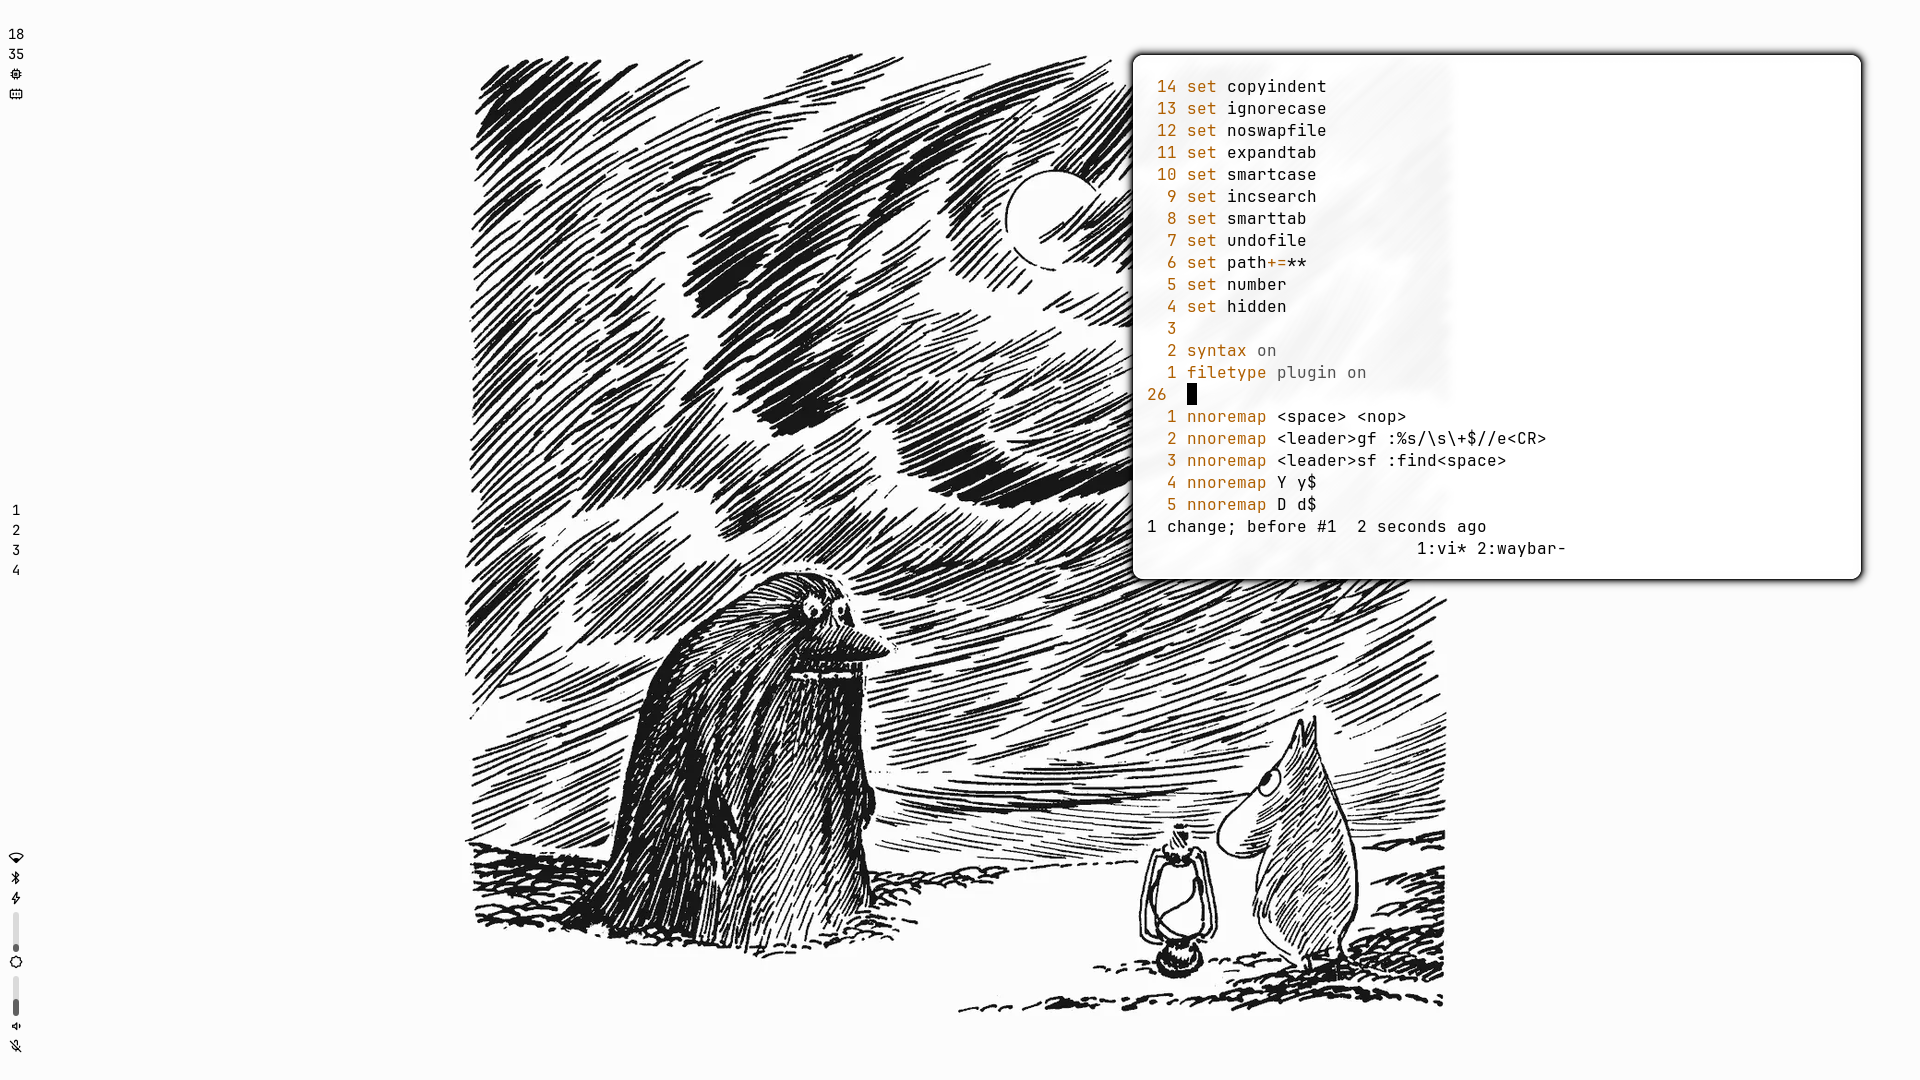 18
35
14 set copyindent
13 set ignorecase
12 set noswapfile
11 set expandtab
10 set smartcase
9 set incsearch
8 set smarttab
7 set undofile
6 set path+=**
5 set number
4 set hidden
3
2 syntax on
1 filetype plugin on
26
1 nnoremap <space> <nop>
2 nnoremap <leader>gf :%s/\s\+$//e<CR>
3 nnoremap <leader>sf :find<space>
4 nnoremap Y y$
5 nnoremap D d$
1 change; before #1  2 seconds ago
1:vi* 2:waybar-
1
2
3
4